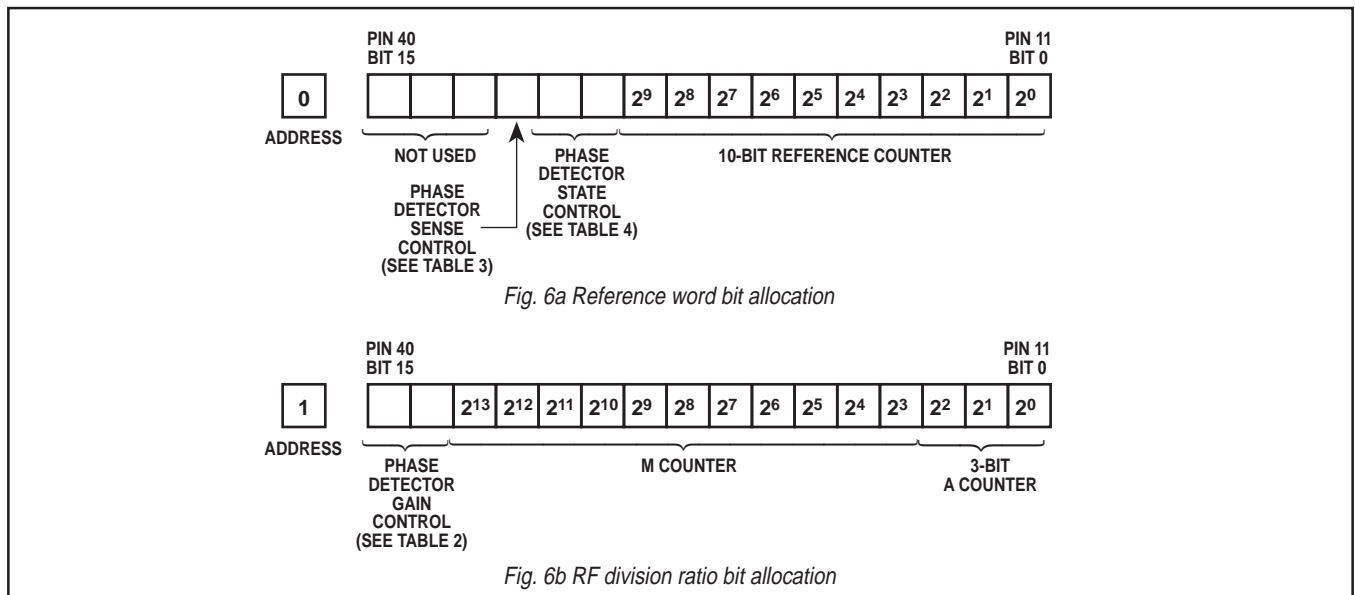 PIN 40 PIN 11
BIT 15 BIT 0
0 2⁹ 2⁸ 2⁷ 2⁶ 2⁵ 2⁴ 2³ 2² 2¹ 2⁰
ADDRESS
NOT USED
PHASE
DETECTOR
SENSE
CONTROL
(SEE TABLE 3)
PHASE
DETECTOR
STATE
CONTROL
(SEE TABLE 4)
10-BIT REFERENCE COUNTER
Fig. 6a Reference word bit allocation
PIN 40 PIN 11
BIT 15 BIT 0
1 2¹³ 2¹² 2¹¹ 2¹⁰ 2⁹ 2⁸ 2⁷ 2⁶ 2⁵ 2⁴ 2³ 2² 2¹ 2⁰
ADDRESS
PHASE
DETECTOR
GAIN
CONTROL
(SEE TABLE 2)
M COUNTER
3-BIT
A COUNTER
Fig. 6b RF division ratio bit allocation